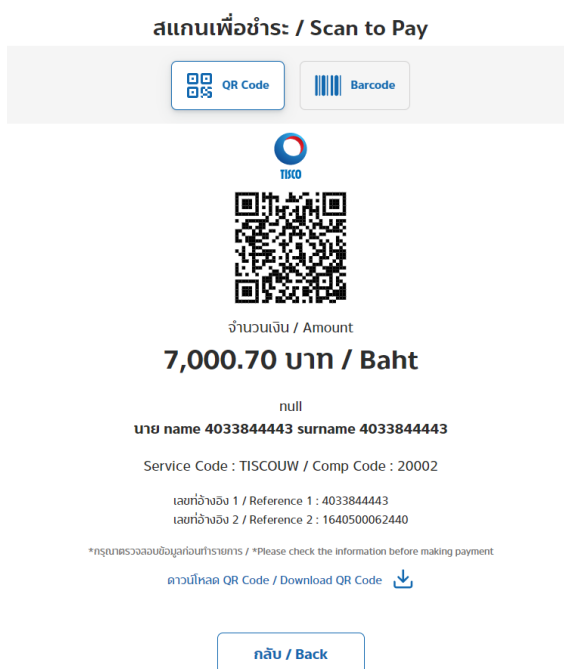 สแกนเพื่อชำระ / Scan to Pay
QR Code
Barcode
TISCO
จำนวนเงิน / Amount
7,000.70 บาท / Baht
null
นาย name 4033844443 surname 4033844443
Service Code : TISCOUW / Comp Code : 20002
เลขที่อ้างอิง 1 / Reference 1 : 4033844443
เลขที่อ้างอิง 2 / Reference 2 : 1640500062440
*กรุณาตรวจสอบข้อมูลก่อนทำรายการ / *Please check the information before making payment
ดาวน์โหลด QR Code / Download QR Code
กลับ / Back